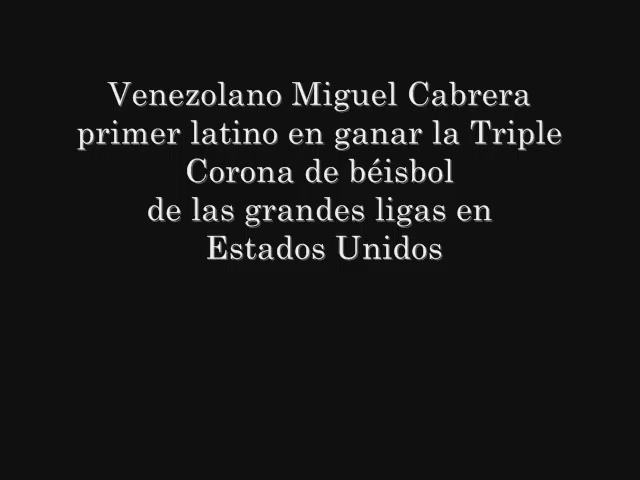 Venezolano Miguel Cabrera
primer latino en ganar la Triple
Corona de béisbol
de las grandes ligas en
Estados Unidos